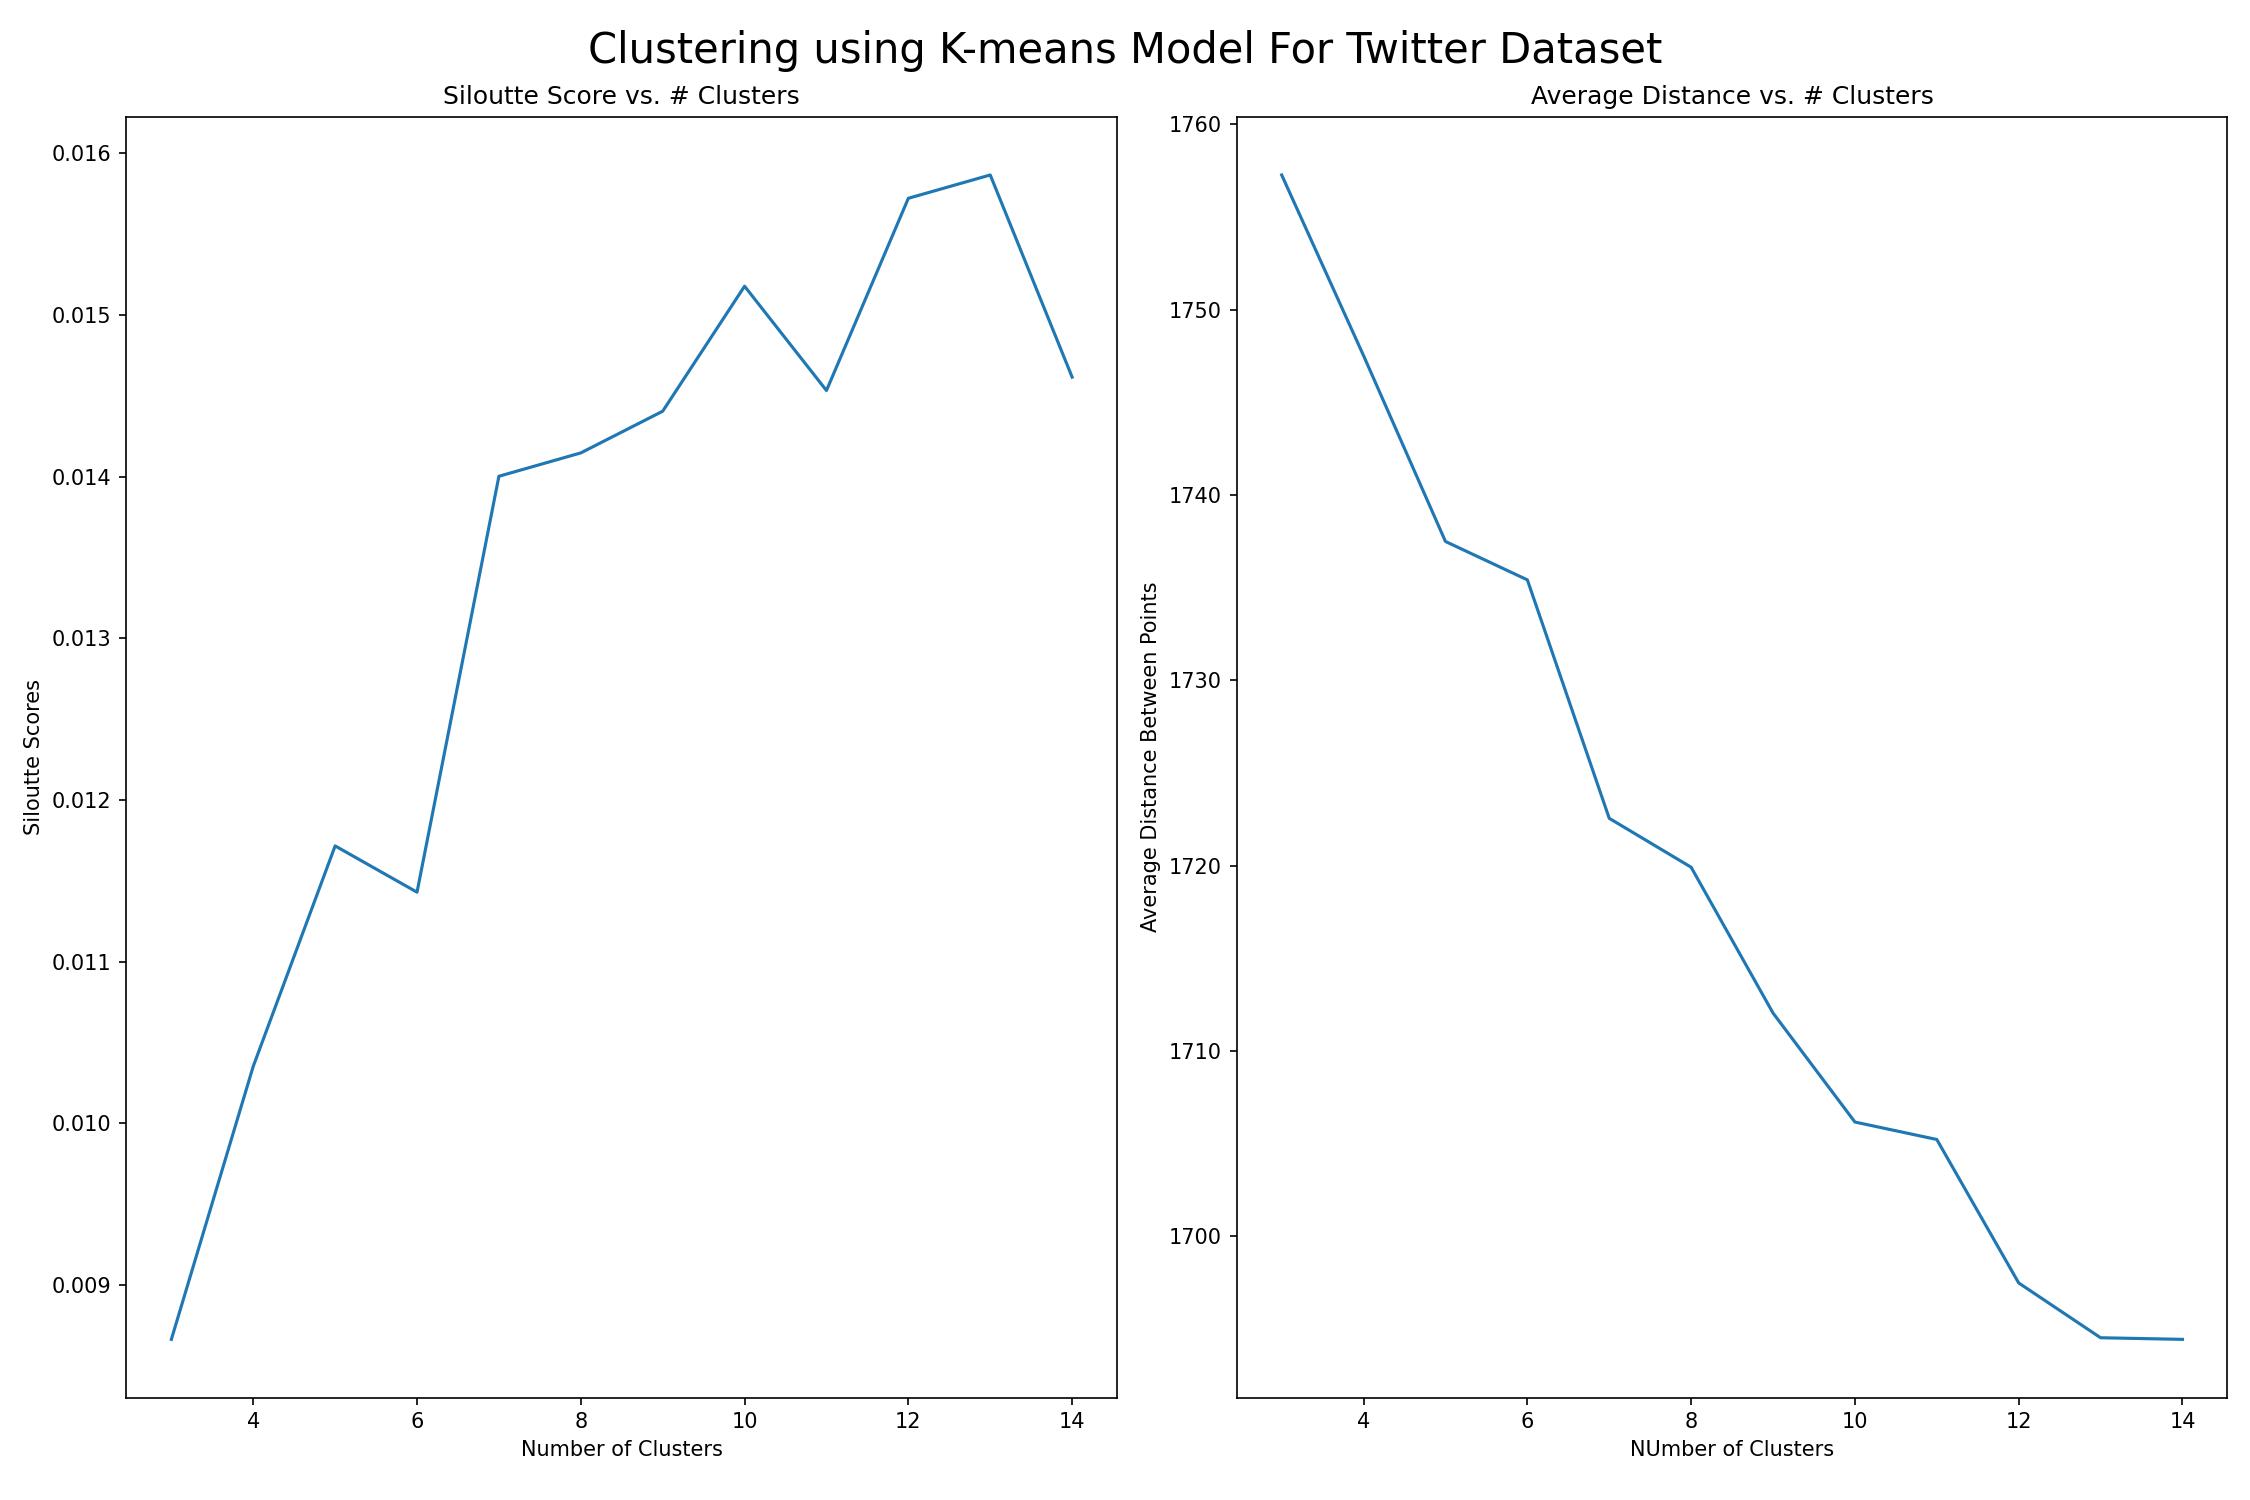 Clustering using K-means Model For Twitter Dataset
Siloutte Score vs. # Clusters
0.016
0.015
0.014
0.013
0.012
0.011
0.010
0.009
Siloutte Scores
4 6 8 10 12 14
Number of Clusters
Average Distance vs. # Clusters
1760
1750
1740
1730
1720
1710
1700
Average Distance Between Points
4 6 8 10 12 14
NUmber of Clusters